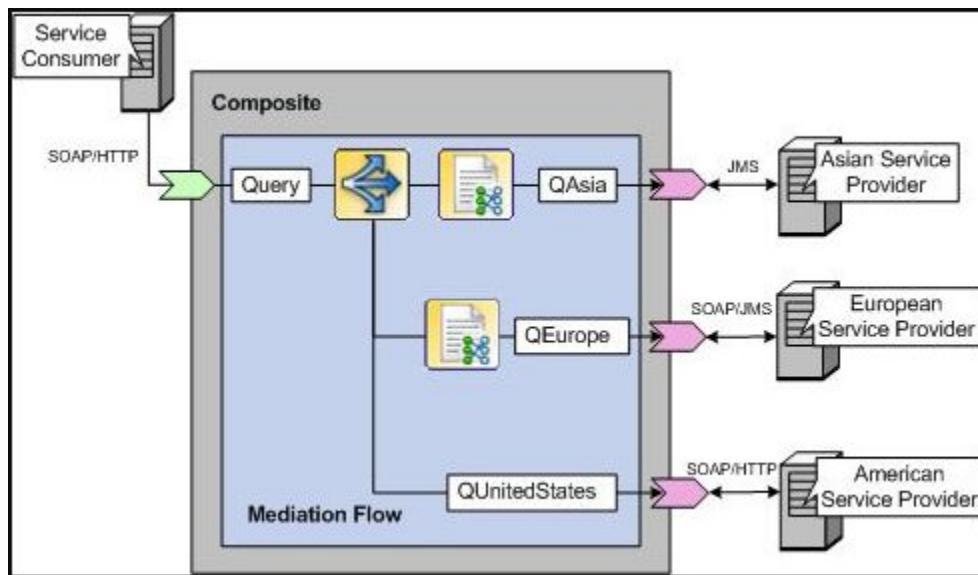 Service
Consumer
Composite
SOAP/HTTP
Query
QAsia
JMS
Asian Service
Provider
QEurope
SOAP/JMS
European
Service Provider
QUnitedStates
SOAP/HTTP
American
Service Provider
Mediation Flow